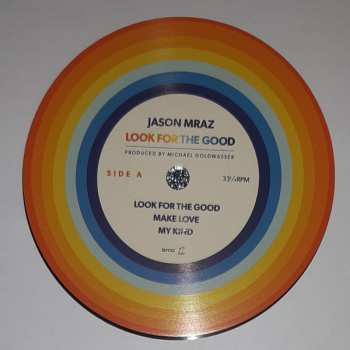 JASON MRAZ
LOOK FOR THE GOOD
PRODUCED BY MICHAEL GOLDWASSER
SIDE A
33⅓RPM
LOOK FOR THE GOOD
MAKE LOVE
MY KIND
bmg